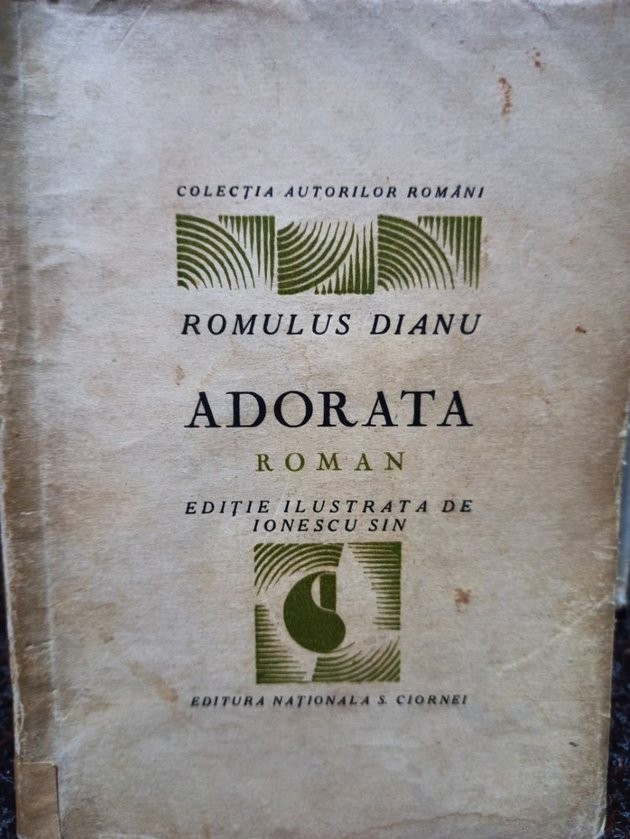 COLECȚIA AUTORILOR ROMÂNI
ROMULUS DIANU
ADORATA
ROMAN
EDIȚIE ILUSTRATA DE
IONESCU SIN
EDITURA NAȚIONALA S. CIORNEI